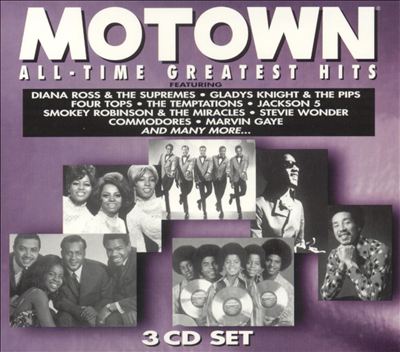 MOTOWN
ALL-TIME GREATEST HITS
FEATURING
DIANA ROSS & THE SUPREMES • GLADYS KNIGHT & THE PIPS
FOUR TOPS • THE TEMPTATIONS • JACKSON 5
SMOKEY ROBINSON & THE MIRACLES • STEVIE WONDER
COMMODORES • MARVIN GAYE
AND MANY MORE...
3 CD SET